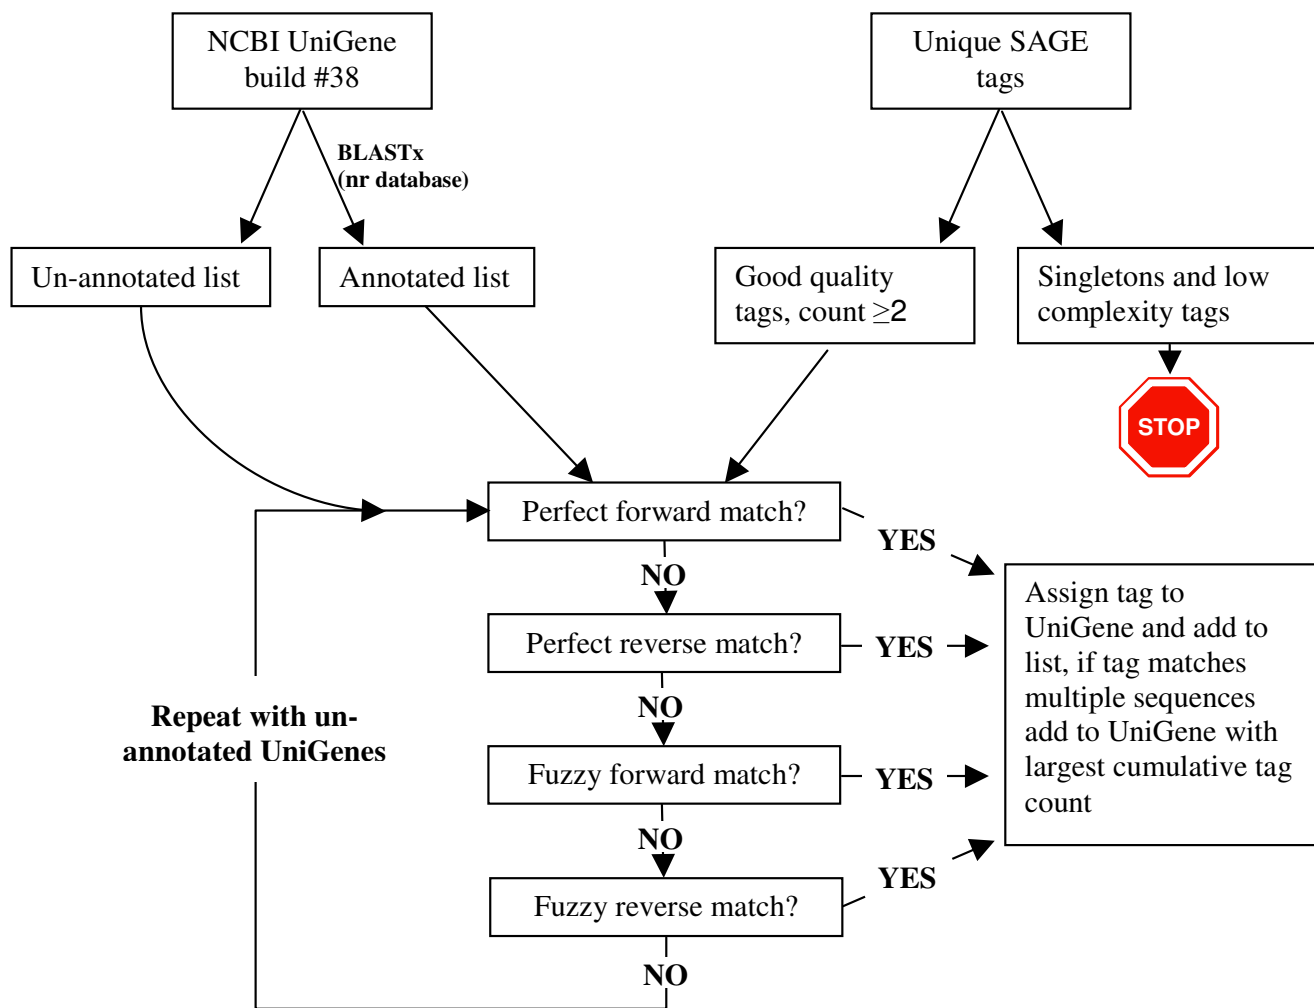 NCBI UniGene
build #38
Unique SAGE
tags
BLASTx
(nr database)
Un-annotated list
Annotated list
Good quality
tags, count ≥2
Singletons and low
complexity tags
STOP
Perfect forward match?
YES
NO
Assign tag to
UniGene and add to
list, if tag matches
multiple sequences
add to UniGene with
largest cumulative tag
count
Perfect reverse match?
YES
NO
Repeat with un-
annotated UniGenes
Fuzzy forward match?
YES
NO
Fuzzy reverse match?
YES
NO